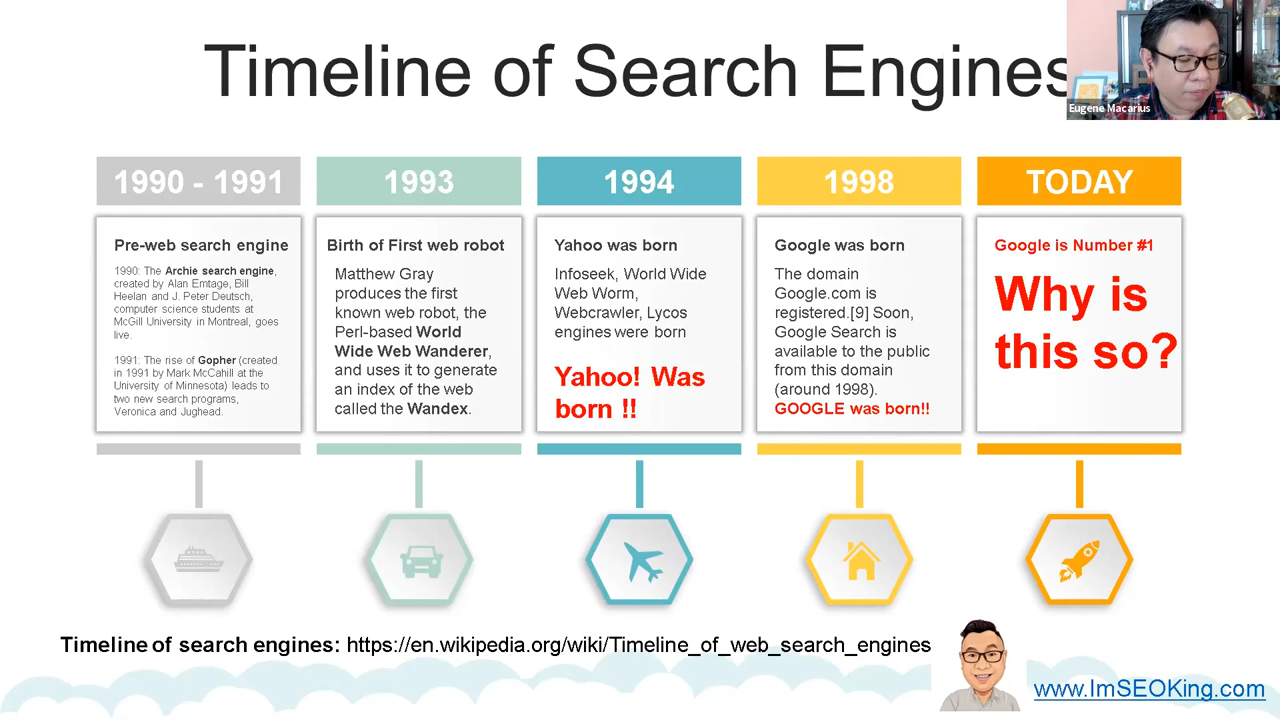 Timeline of Search Engines
Eugene Macarius
1990 - 1991
Pre-web search engine
1990: The Archie search engine,
created by Alan Emtage, Bill
Heelan and J. Peter Deutsch,
computer science students at
McGill University in Montreal, goes
live.
1991: The rise of Gopher (created
in 1991 by Mark McCahill at the
University of Minnesota) leads to
two new search programs,
Veronica and Jughead.
1993
Birth of First web robot
Matthew Gray
produces the first
known web robot, the
Perl-based World
Wide Web Wanderer,
and uses it to generate
an index of the web
called the Wandex.
1994
Yahoo was born
Infoseek, World Wide
Web Worm,
Webcrawler, Lycos
engines were born
Yahoo! Was
born !!
1998
Google was born
The domain
Google.com is
registered.[9] Soon,
Google Search is
available to the public
from this domain
(around 1998).
GOOGLE was born!!
TODAY
Google is Number #1
Why is
this so?
Timeline of search engines: https://en.wikipedia.org/wiki/Timeline_of_web_search_engines
www.ImSEOKing.com